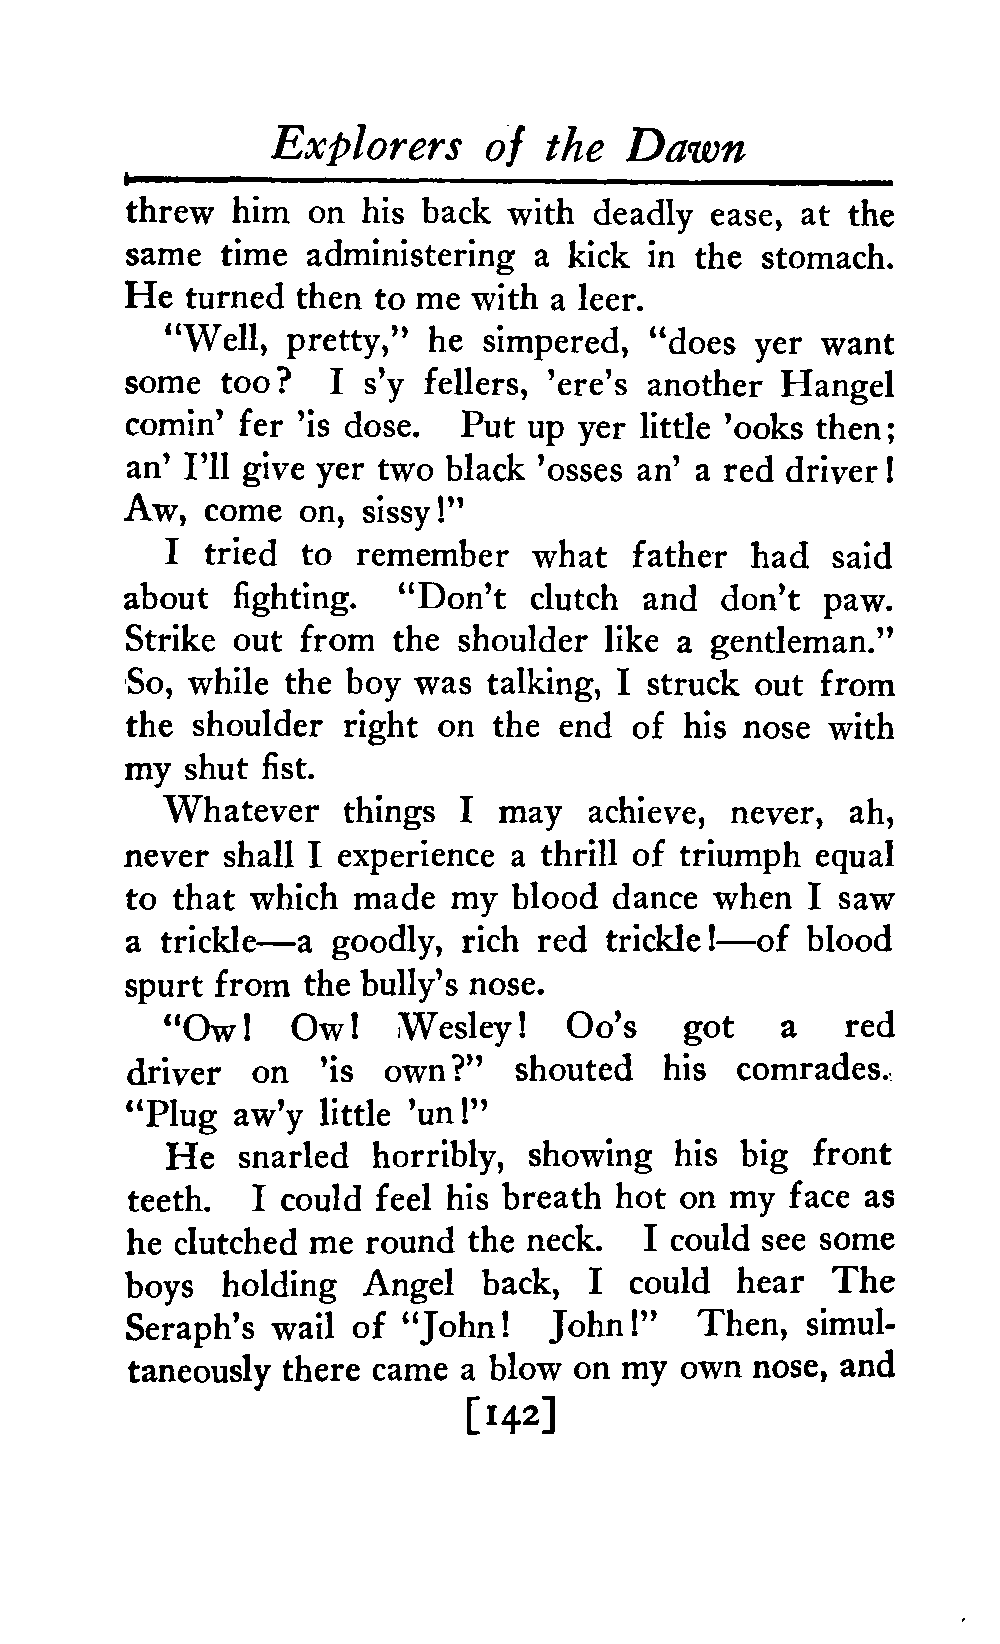 Explorers of the Dawn
threw him on his back with deadly ease, at the
same time administering a kick in the stomach.
He turned then to me with a leer.
“Well, pretty,” he simpered, “does yer want
some too? I s’y fellers, ’ere’s another Hangel
comin’ fer ’is dose. Put up yer little ’ooks then;
an’ I’ll give yer two black ’osses an’ a red driver!
Aw, come on, sissy!”
I tried to remember what father had said
about fighting. “Don’t clutch and don’t paw.
Strike out from the shoulder like a gentleman.”
So, while the boy was talking, I struck out from
the shoulder right on the end of his nose with
my shut fist.
Whatever things I may achieve, never, ah,
never shall I experience a thrill of triumph equal
to that which made my blood dance when I saw
a trickle—a goodly, rich red trickle!—of blood
spurt from the bully’s nose.
“Ow! Ow! Wesley! Oo’s got a red
driver on ’is own?” shouted his comrades.
“Plug aw’y little ’un!”
He snarled horribly, showing his big front
teeth. I could feel his breath hot on my face as
he clutched me round the neck. I could see some
boys holding Angel back, I could hear The
Seraph’s wail of “John! John!” Then, simul-
taneously there came a blow on my own nose, and
[142]